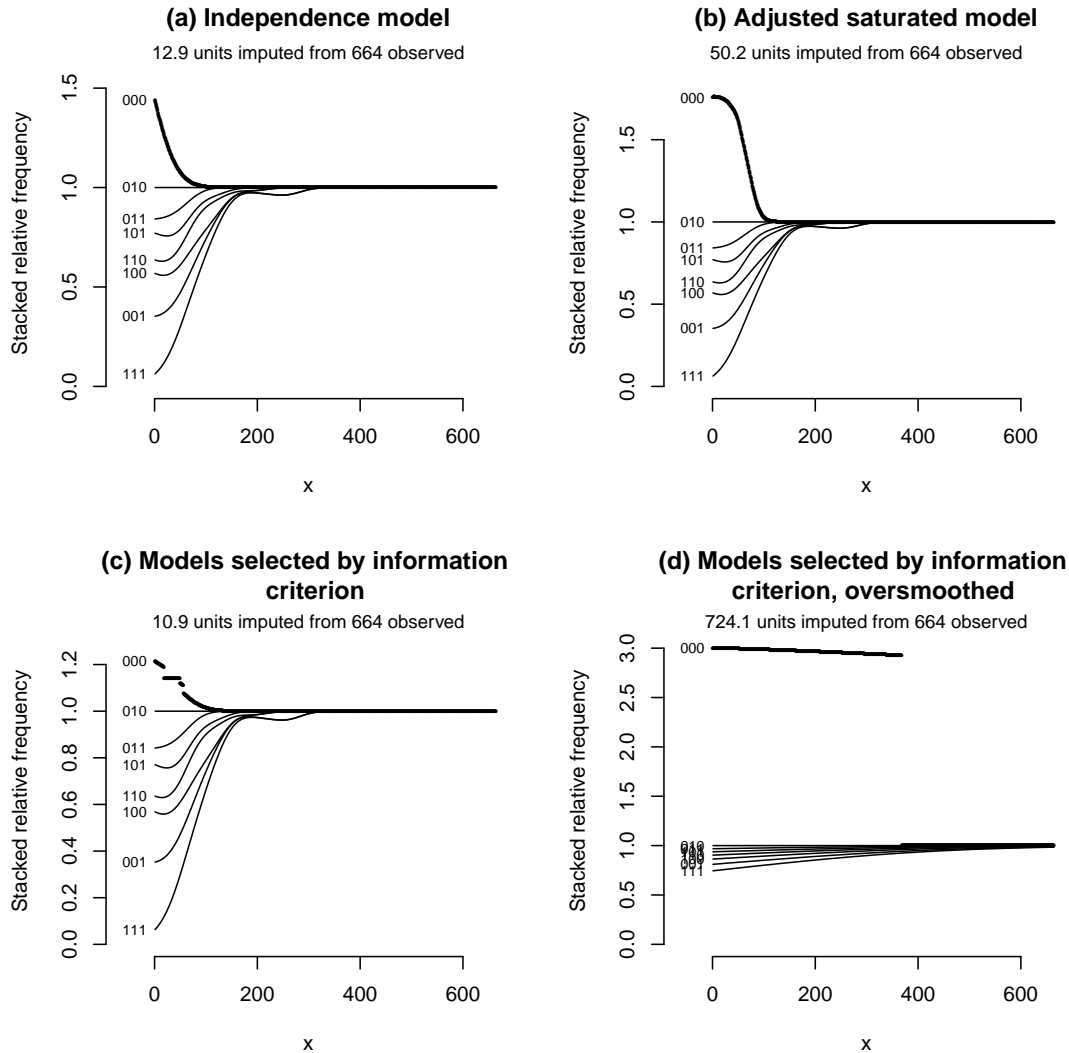 (a) Independence model
12.9 units imputed from 664 observed
Stacked relative frequency
1.5
1.0
0.5
0.0
000
010
011
101
110
100
001
111
0 200 400 600
x
(b) Adjusted saturated model
50.2 units imputed from 664 observed
Stacked relative frequency
1.5
1.0
0.5
0.0
000
010
011
101
110
100
001
111
0 200 400 600
x
(c) Models selected by information
criterion
10.9 units imputed from 664 observed
Stacked relative frequency
1.2
1.0
0.8
0.6
0.4
0.2
0.0
000
010
011
101
110
100
001
111
0 200 400 600
x
(d) Models selected by information
criterion, oversmoothed
724.1 units imputed from 664 observed
Stacked relative frequency
3.0
2.5
2.0
1.5
1.0
0.5
0.0
000
010
001
111
0 200 400 600
x